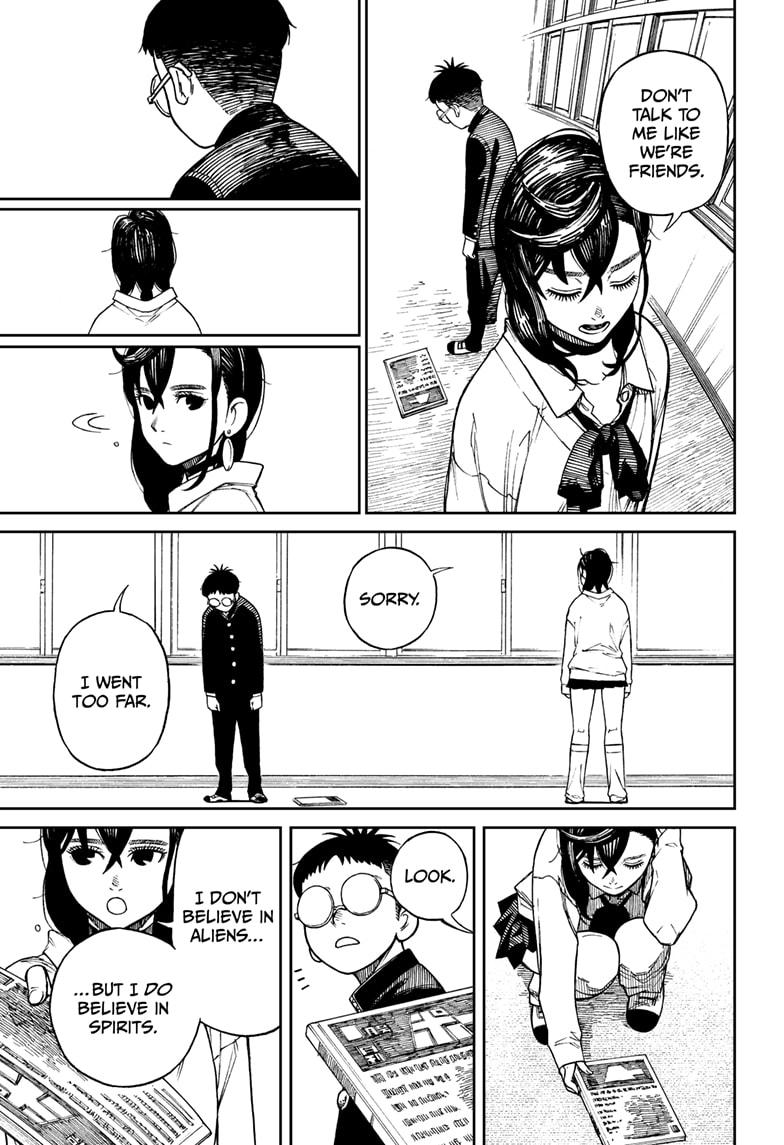 DON'T
TALK TO
ME LIKE
WE'RE
FRIENDS.
SORRY.
I WENT
TOO FAR.
LOOK.
I DON'T
BELIEVE IN
ALIENS...
...BUT I DO
BELIEVE IN
SPIRITS.